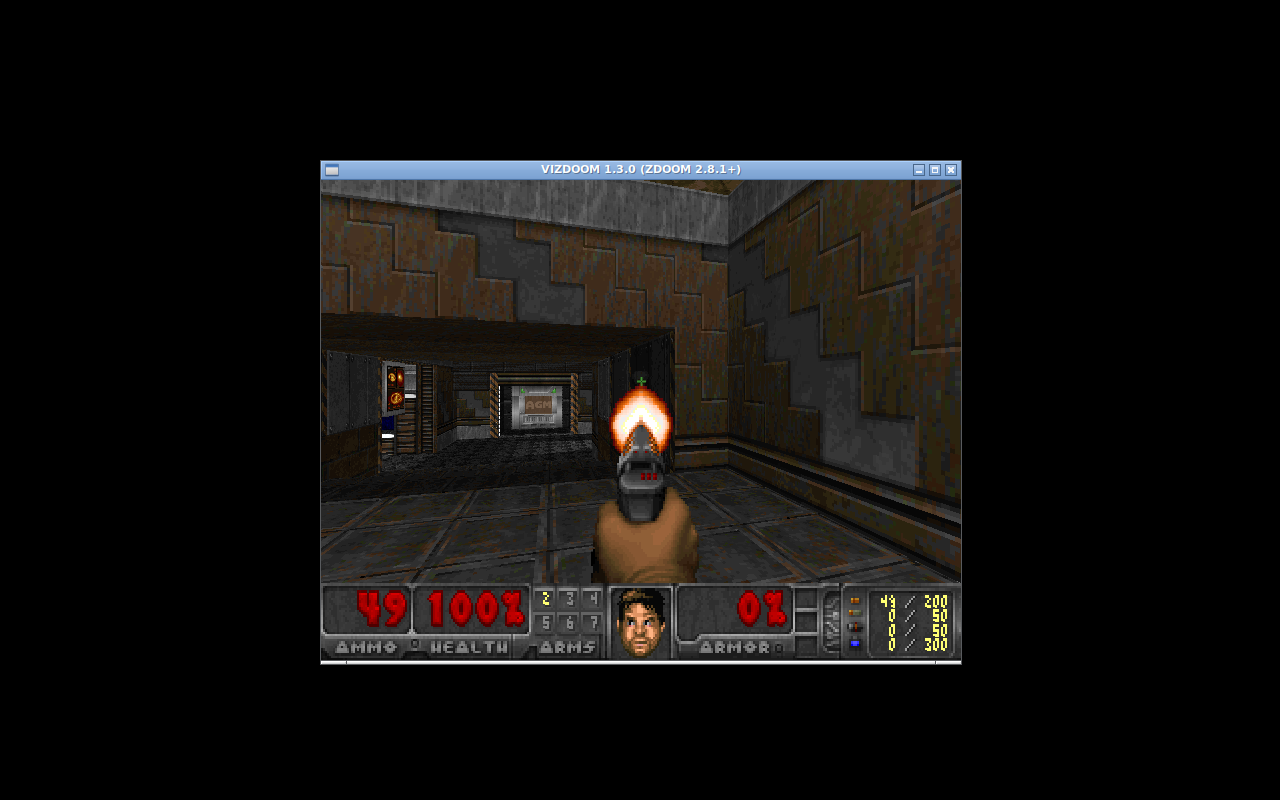 VIZDOOM 1.3.0 (ZDOOM 2.8.1+)
AGM
49 100% 2 3 4 0% 49 / 200
0 / 50
5 6 7 0 / 50
AMMO HEALTH ARMS ARMOR 0 / 300